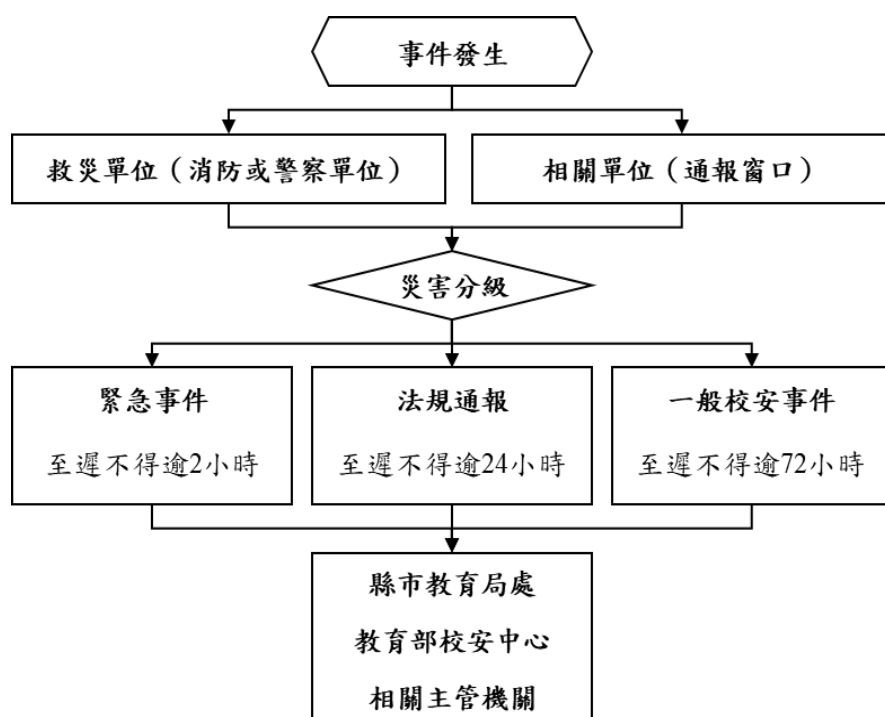 事件發生
救災單位（消防或警察單位）
相關單位（通報窗口）
災害分級
緊急事件
至遲不得逾2小時
法規通報
至遲不得逾24小時
一般校安事件
至遲不得逾72小時
縣市教育局處
教育部校安中心
相關主管機關